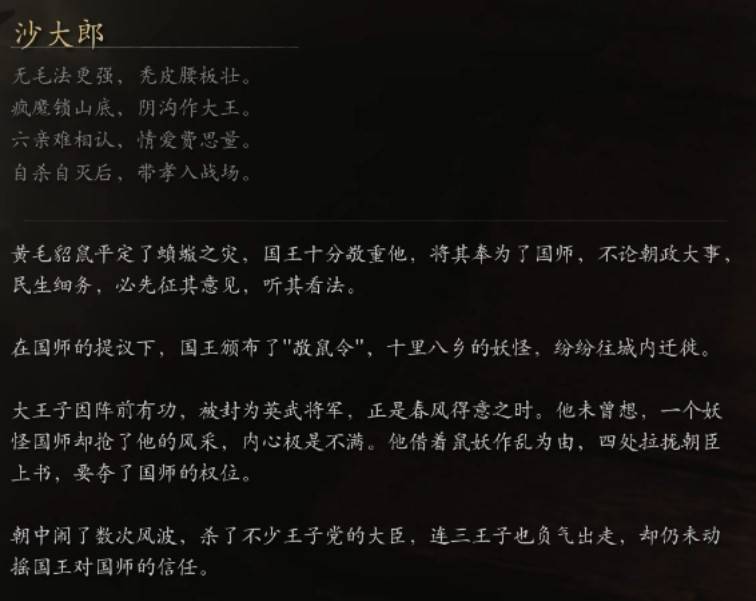 沙大郎
无毛法更强，秃皮腰板壮。
疯魔锁山底，阴沟作大王。
六亲难相认，情爱费思量。
自杀自灭后，带孝入战场。
黄毛貂鼠平定了蝜蝂之灾，国王十分敬重他，将其奉为了国师，不论朝政大事，
民生细务，必先征其意见，听其看法。
在国师的提议下，国王颁布了"敬鼠令"，十里八乡的妖怪，纷纷往城内迁徙。
大王子因阵前有功，被封为英武将军，正是春风得意之时。他未曾想，一个妖
怪国师却抢了他的风采，内心极是不满。他借着鼠妖作乱为由，四处拉拢朝臣
上书，要夺了国师的权位。
朝中闹了数次风波，杀了不少王子党的大臣，连三王子也负气出走，却仍未动
摇国王对国师的信任。